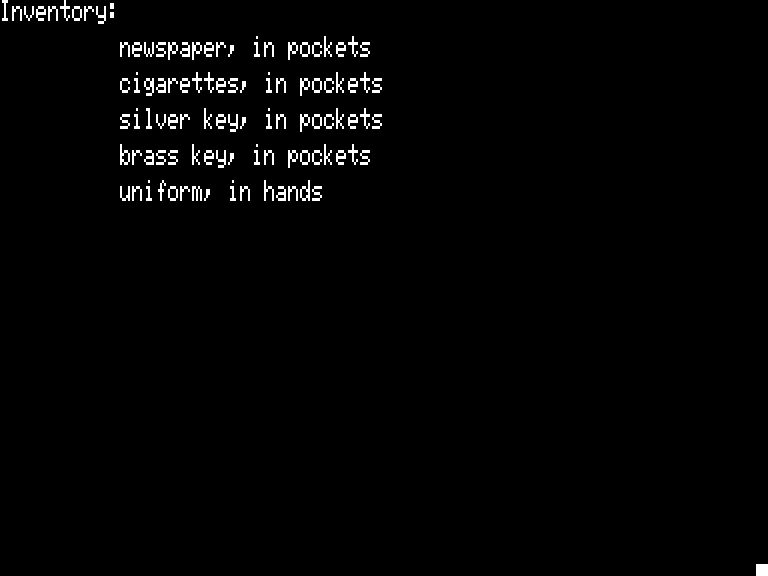 Inventory:
newspaper, in pockets
cigarettes, in pockets
silver key, in pockets
brass key, in pockets
uniform, in hands